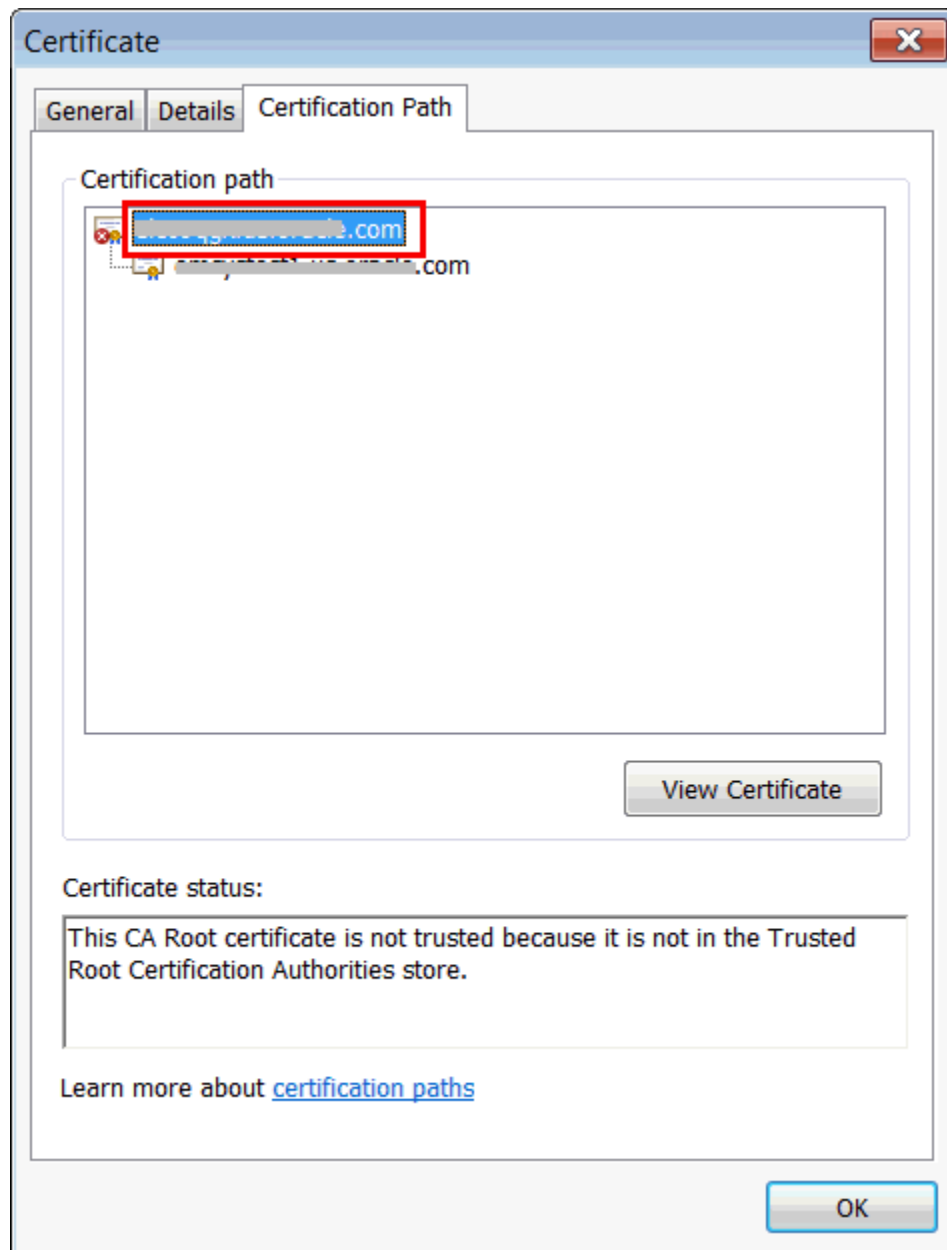 Certificate
General Details Certification Path
Certification path
.com
.com
View Certificate
Certificate status:
This CA Root certificate is not trusted because it is not in the Trusted
Root Certification Authorities store.
Learn more about certification paths
OK